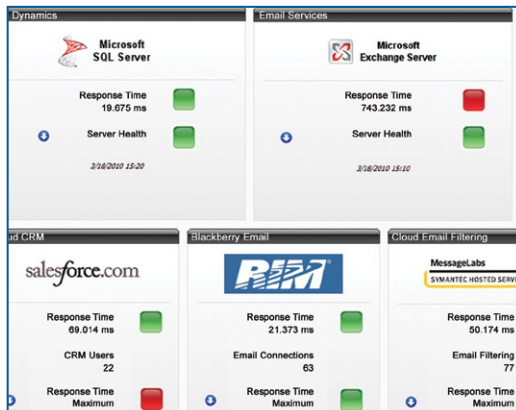 Dynamics
Microsoft
SQL Server
Response Time
19.675 ms
Server Health
3/18/2010 15:20
Email Services
Microsoft
Exchange Server
Response Time
743.232 ms
Server Health
3/18/2010 15:10
ud CRM
salesforce.com
Response Time
69.014 ms
CRM Users
22
Response Time
Maximum
Blackberry Email
RIM
Response Time
21.373 ms
Email Connections
63
Response Time
Maximum
Cloud Email Filtering
MessageLabs
SYMANTEC HOSTED SERV
Response Time
50.174 ms
Email Filtering
77
Response Time
Maximum